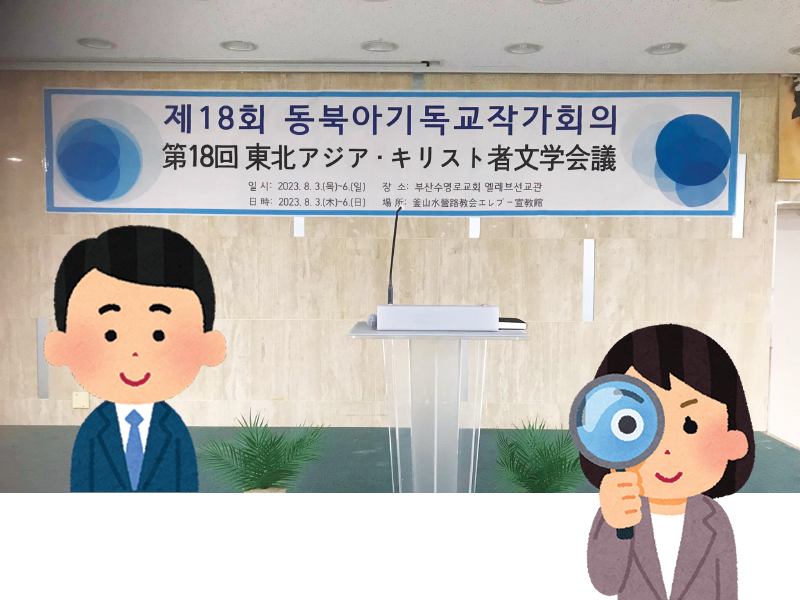 제18회 동북아기독교작가회의
第18回 東北アジア・キリスト者文学会議
일 시: 2023. 8. 3.(목)~6.(일) 장 소: 부산수영로교회 엘레브선교관
日 時: 2023. 8. 3.(木)~6.(日) 場 所: 釜山水營路教会エレブー宣教館